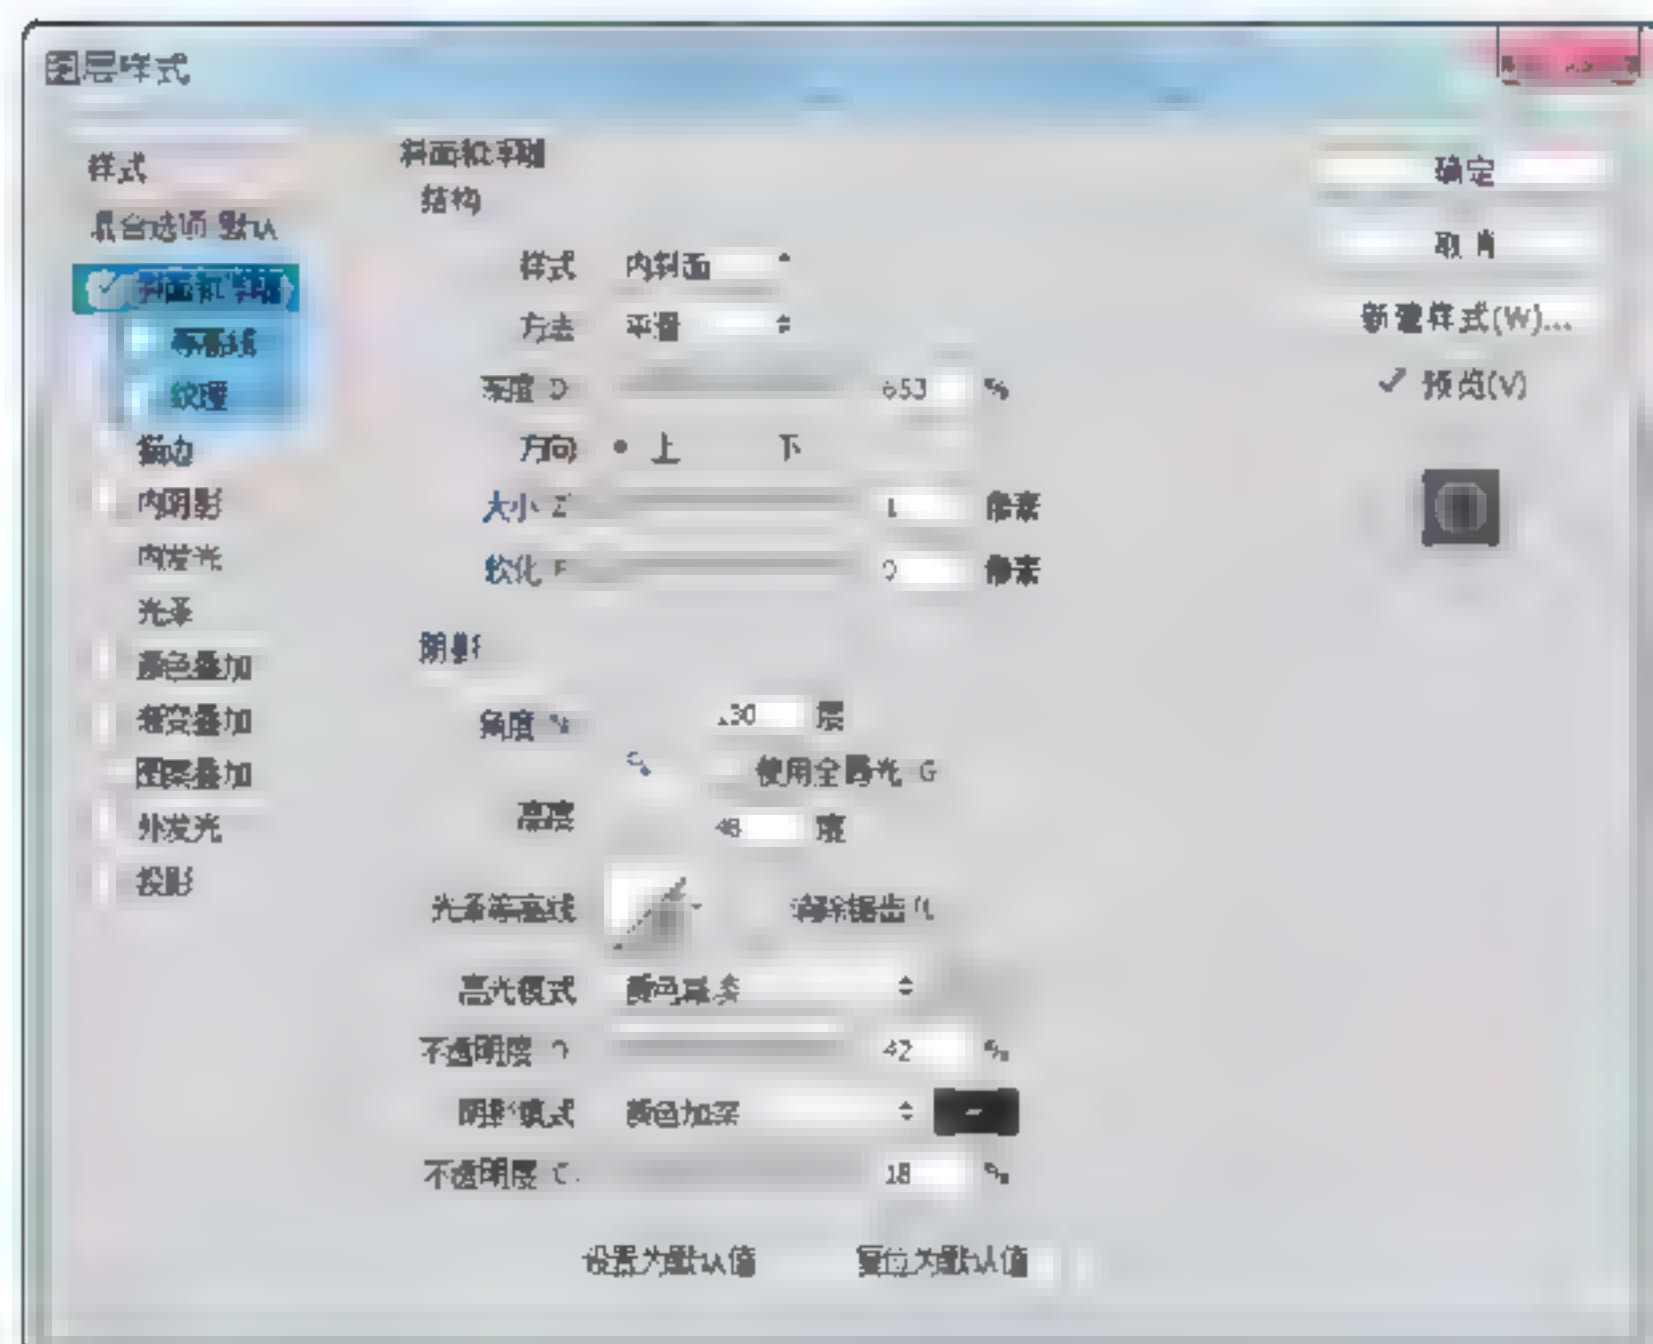 图层样式
样式
混合选项 默认
斜面和浮雕
等高线
纹理
描边
内阴影
内发光
光泽
颜色叠加
渐变叠加
图案叠加
外发光
投影
斜面和浮雕
结构
样式 内斜面
方法 平滑
深度 D 653 %
方向 上 下
大小 Z 1 像素
软化 F 0 像素
阴影
角度 N 130 度
使用全局光 G
高度 48 度
光泽等高线 消除锯齿
高光模式 颜色减淡
不透明度 O 42 %
阴影模式 颜色加深
不透明度 C 18 %
设置为默认值 复位为默认值
确定
取消
新建样式(W)...
预览(V)